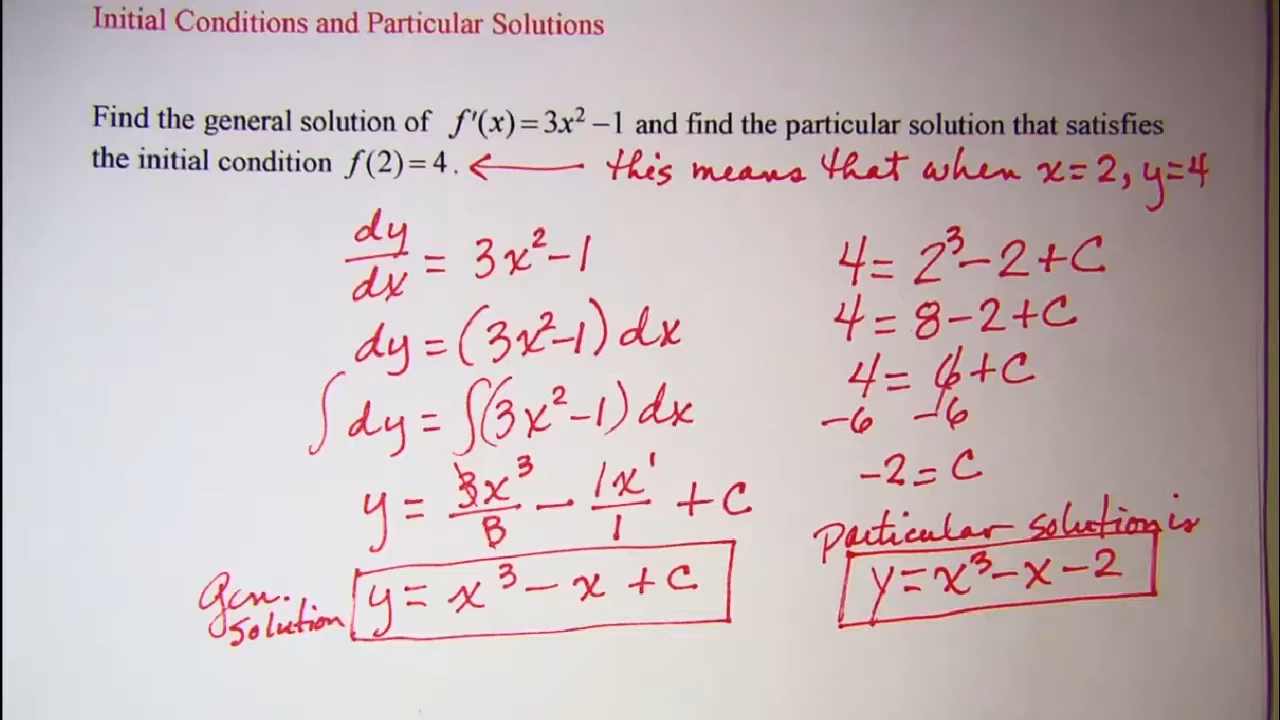 Initial Conditions and Particular Solutions
Find the general solution of f'(x)=3x²−1 and find the particular solution that satisfies
the initial condition f(2)=4. ← this means that when x=2, y=4
dy/dx = 3x²−1
dy = (3x²−1) dx
∫ dy = ∫(3x²−1) dx
y = 3x³/3 − 1x¹/1 + C
Gen. solution y = x³ − x + C
4 = 2³−2+C
4 = 8−2+C
4 = 6+C
−6 −6
−2 = C
Particular solution is
y = x³−x−2